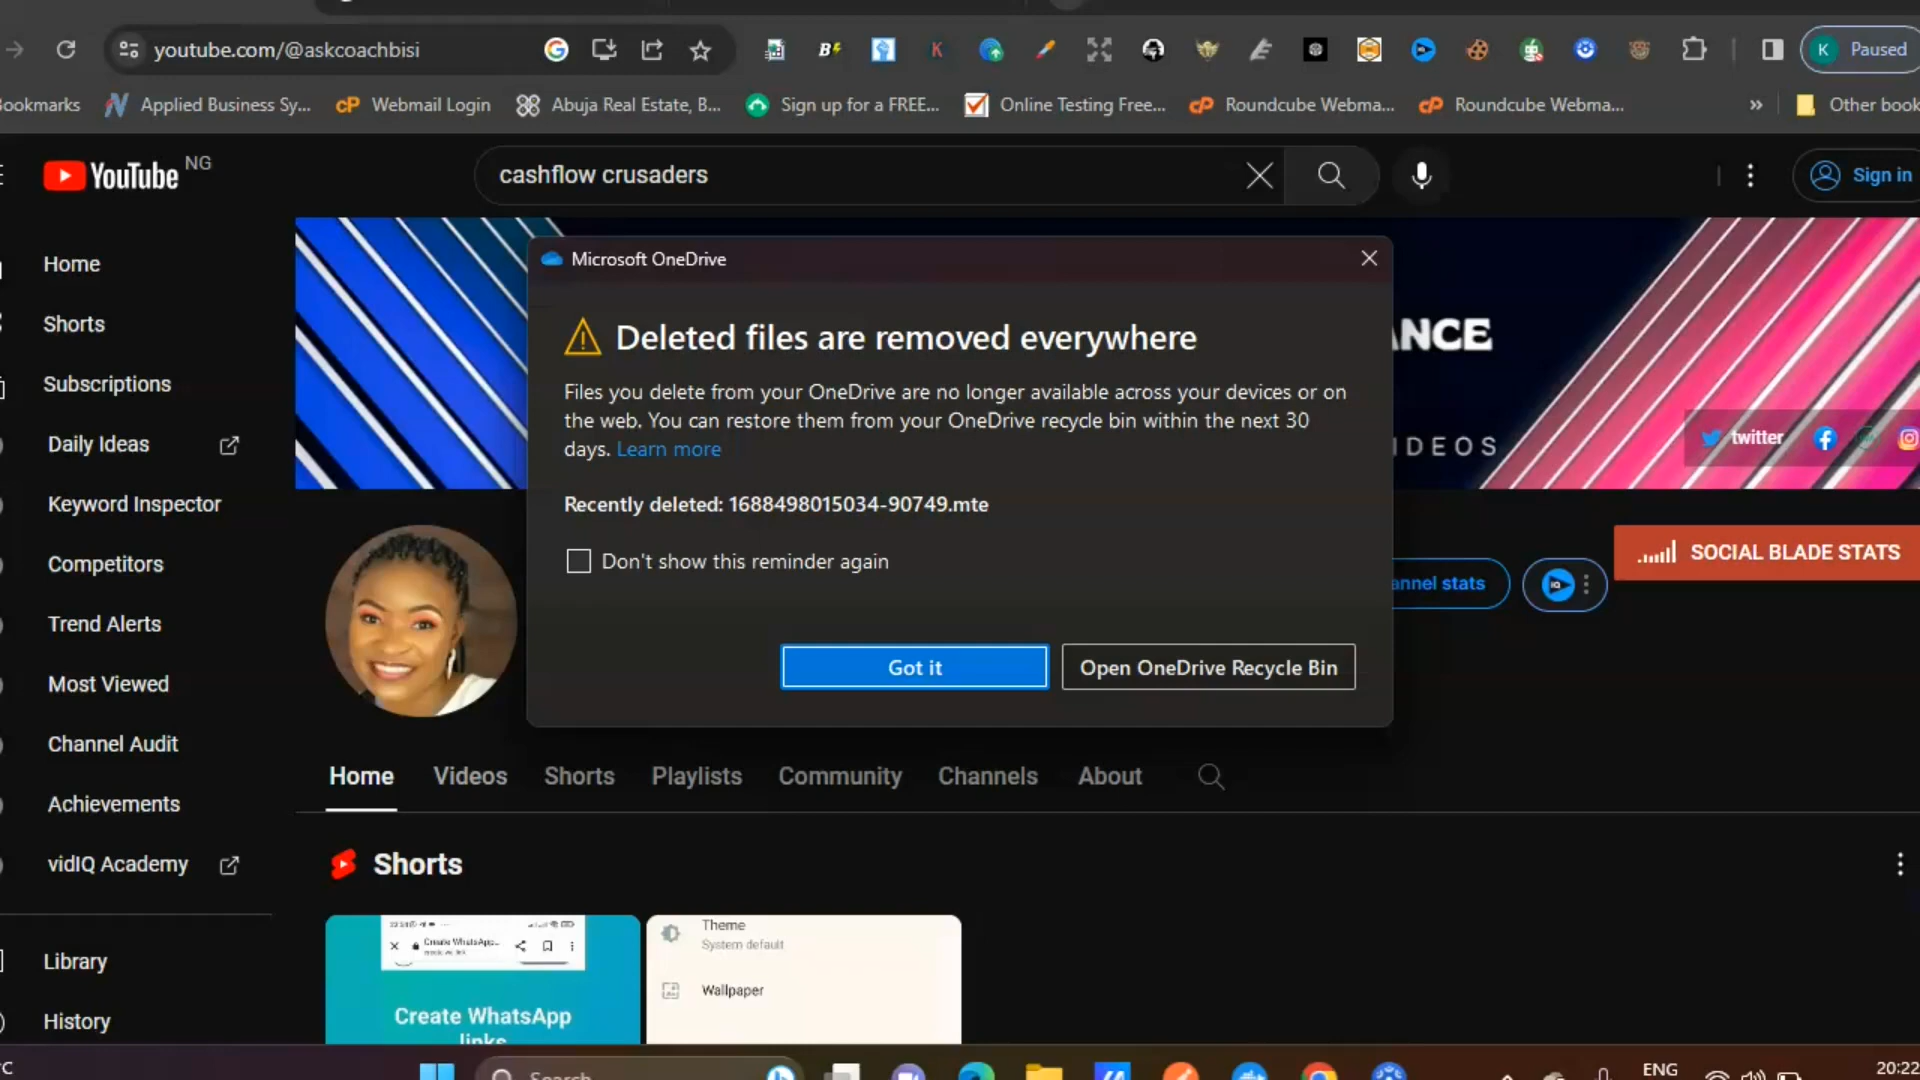 youtube.com/@askcoachbisi
Paused
Bookmarks
Applied Business Sy...
Webmail Login
Abuja Real Estate, B...
Sign up for a FREE...
Online Testing Free...
Roundcube Webma...
Roundcube Webma...
Other book
YouTube NG
cashflow crusaders
Sign in
Home
Shorts
Subscriptions
Daily Ideas
Keyword Inspector
Competitors
Trend Alerts
Most Viewed
Channel Audit
Achievements
vidIQ Academy
Library
History
ANCE
IDEOS
twitter
Microsoft OneDrive
Deleted files are removed everywhere
Files you delete from your OneDrive are no longer available across your devices or on
the web. You can restore them from your OneDrive recycle bin within the next 30
days. Learn more
Recently deleted: 1688498015034-90749.mte
Don't show this reminder again
Got it
Open OneDrive Recycle Bin
annel stats
SOCIAL BLADE STATS
Home
Videos
Shorts
Playlists
Community
Channels
About
Shorts
Create WhatsApp...
Create WhatsApp
links
Theme
System default
Wallpaper
Search
ENG
20:22